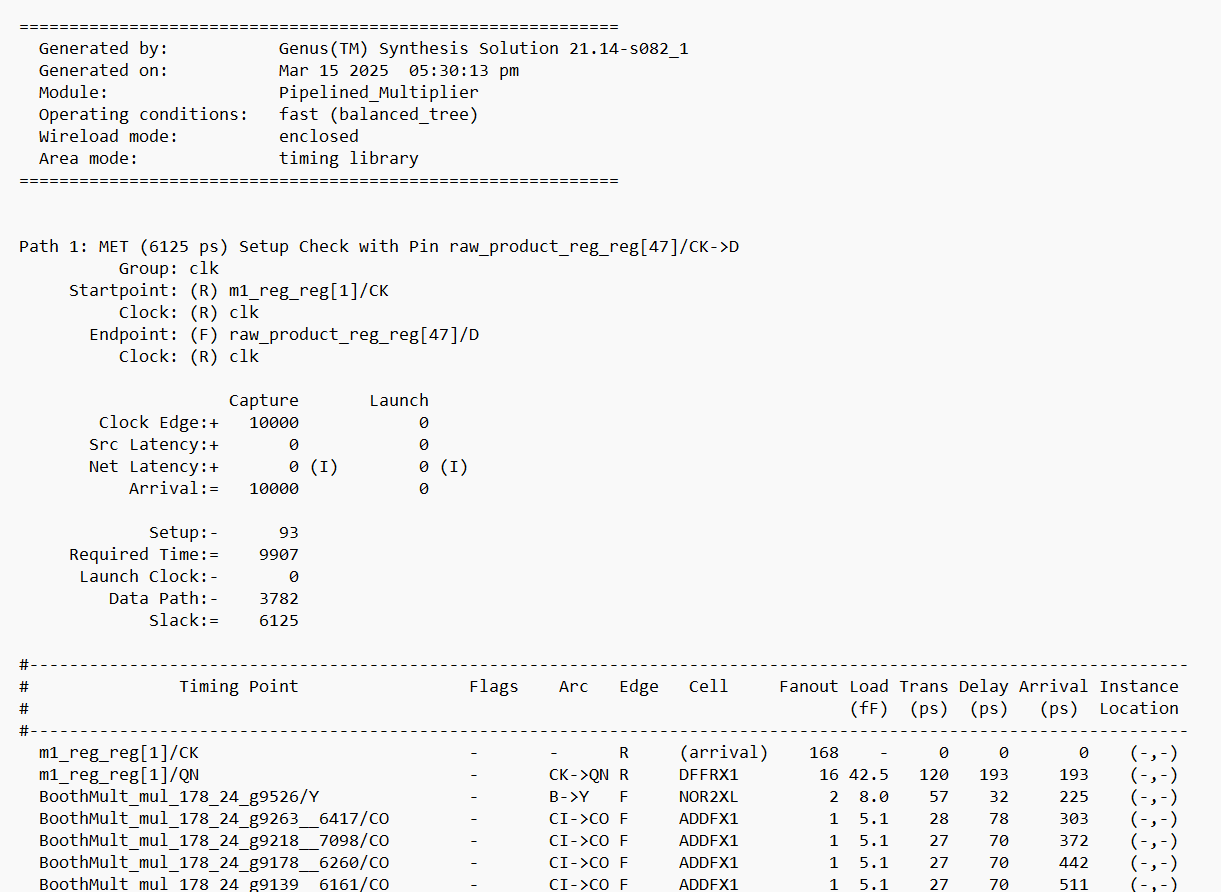 ============================================================
  Generated by:           Genus(TM) Synthesis Solution 21.14-s082_1
  Generated on:           Mar 15 2025  05:30:13 pm
  Module:                 Pipelined_Multiplier
  Operating conditions:   fast (balanced_tree)
  Wireload mode:          enclosed
  Area mode:              timing library
============================================================


Path 1: MET (6125 ps) Setup Check with Pin raw_product_reg_reg[47]/CK->D
          Group: clk
     Startpoint: (R) m1_reg_reg[1]/CK
          Clock: (R) clk
       Endpoint: (F) raw_product_reg_reg[47]/D
          Clock: (R) clk

                     Capture       Launch
        Clock Edge:+   10000            0
       Src Latency:+       0            0
       Net Latency:+       0 (I)        0 (I)
           Arrival:=   10000            0

             Setup:-      93
     Required Time:=    9907
      Launch Clock:-       0
         Data Path:-    3782
             Slack:=    6125

#--------------------------------------------------------------------------------------------------------------------
#               Timing Point                 Flags    Arc   Edge   Cell     Fanout Load Trans Delay Arrival Instance
#                                                                                  (fF)  (ps)  (ps)   (ps)  Location
#--------------------------------------------------------------------------------------------------------------------
  m1_reg_reg[1]/CK                           -       -      R     (arrival)    168    -     0     0       0    (-,-)
  m1_reg_reg[1]/QN                           -       CK->QN R     DFFRX1        16 42.5   120   193     193    (-,-)
  BoothMult_mul_178_24_g9526/Y               -       B->Y   F     NOR2XL         2  8.0    57    32     225    (-,-)
  BoothMult_mul_178_24_g9263__6417/CO        -       CI->CO F     ADDFX1         1  5.1    28    78     303    (-,-)
  BoothMult_mul_178_24_g9218__7098/CO        -       CI->CO F     ADDFX1         1  5.1    27    70     372    (-,-)
  BoothMult_mul_178_24_g9178__6260/CO        -       CI->CO F     ADDFX1         1  5.1    27    70     442    (-,-)
  BoothMult_mul_178_24_g9139__6161/CO        -       CI->CO F     ADDFX1         1  5.1    27    70     511    (-,-)